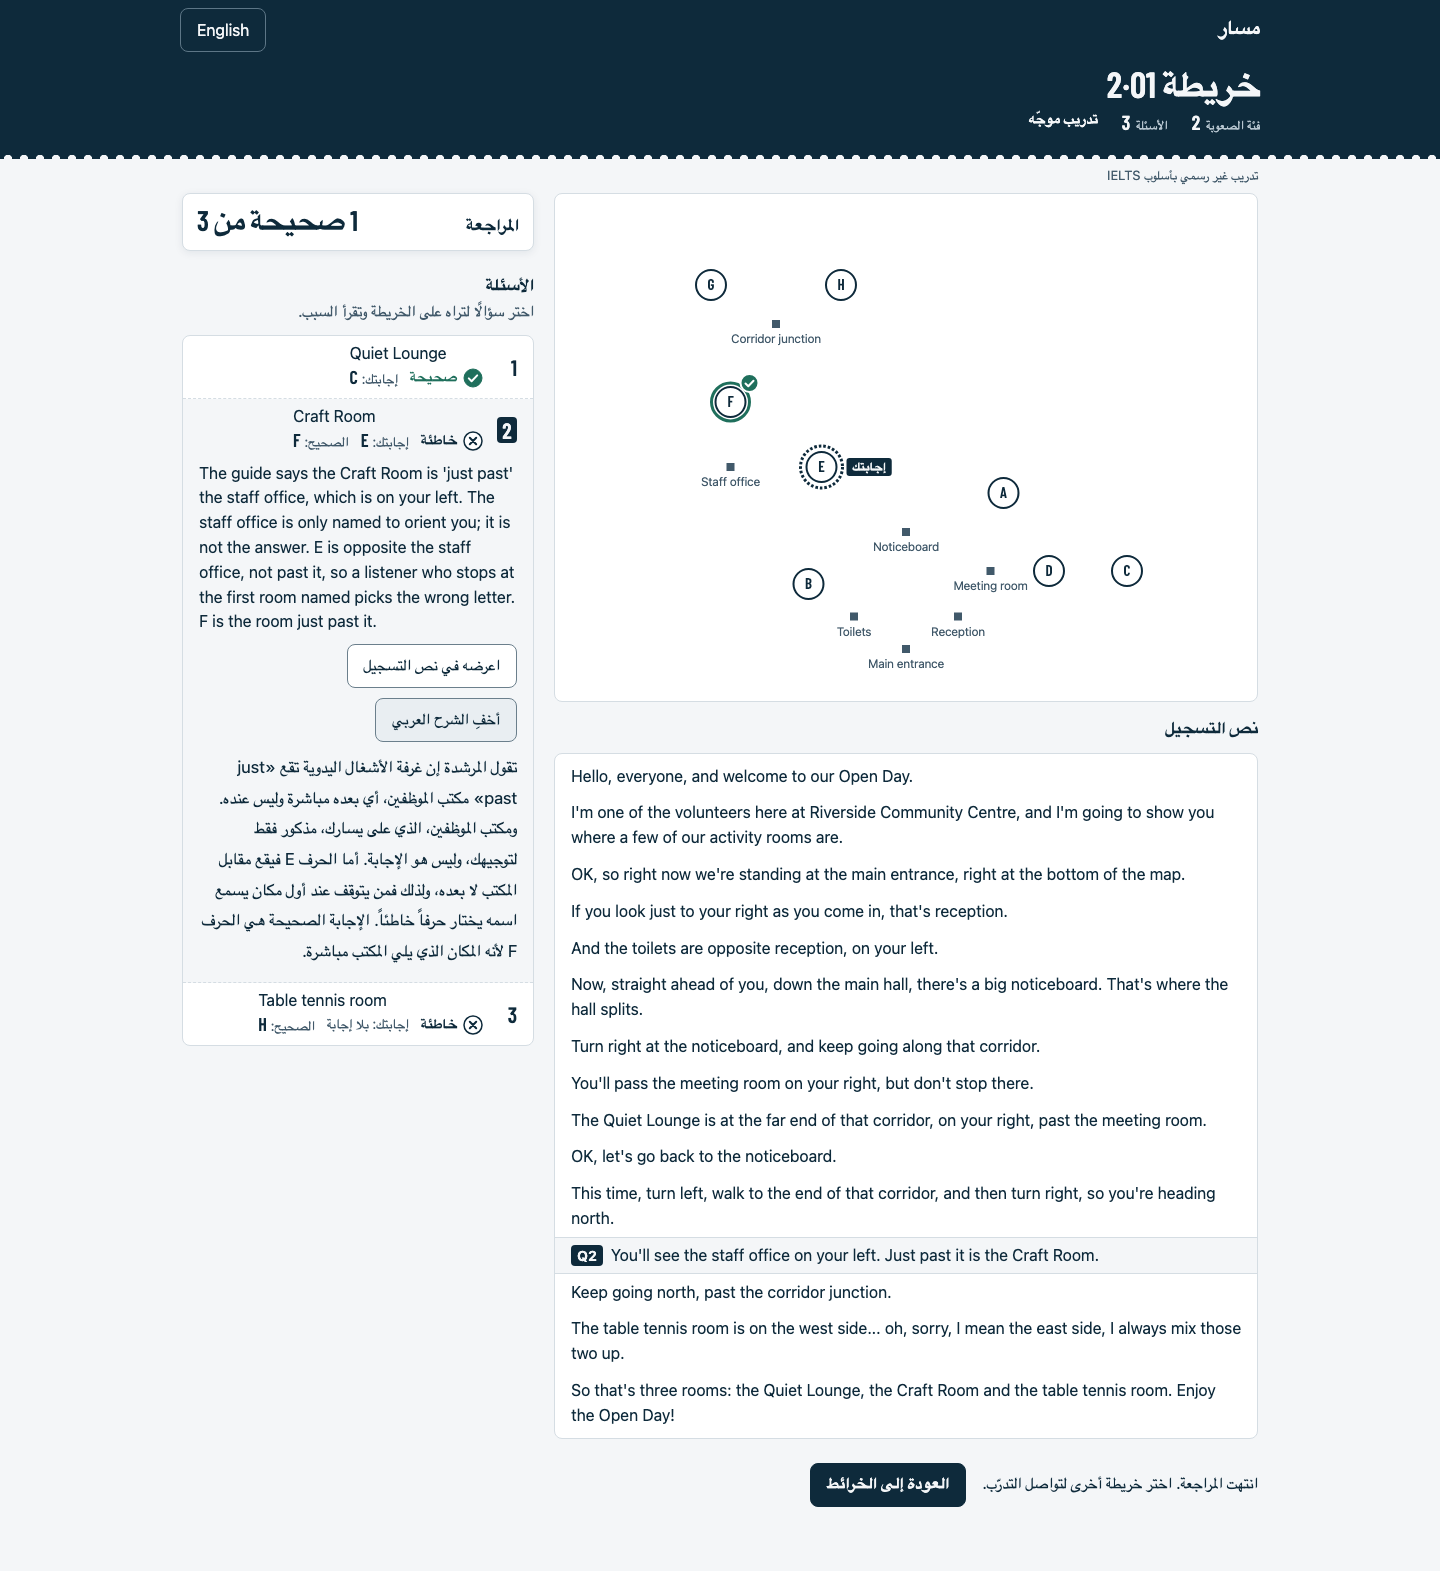 مسار
English
خريطة 2·01
فئة الصعوبة 2 الأسئلة 3 تدريب موجّه
تدريب غير رسمي بأسلوب IELTS
G
H
Corridor junction
F
Staff office
E
إجابتك
A
Noticeboard
B
Meeting room
D
C
Toilets
Reception
Main entrance
المراجعة
1 صحيحة من 3
الأسئلة
اختر سؤالًا لتراه على الخريطة وتقرأ السبب.
1
Quiet Lounge
صحيحة إجابتك: C
2
Craft Room
خاطئة إجابتك: E الصحيح: F
The guide says the Craft Room is 'just past'
the staff office, which is on your left. The
staff office is only named to orient you; it is
not the answer. E is opposite the staff
office, not past it, so a listener who stops at
the first room named picks the wrong letter.
F is the room just past it.
اعرضه في نص التسجيل
أخفِ الشرح العربي
تقول المرشدة إن غرفة الأشغال اليدوية تقع «just
past» مكتب الموظفين، أي بعده مباشرة وليس عنده.
ومكتب الموظفين، الذي على يسارك، مذكور فقط
لتوجيهك، وليس هو الإجابة. أما الحرف E فيقع مقابل
المكتب لا بعده، ولذلك فمن يتوقف عند أول مكان يسمع
اسمه يختار حرفاً خاطئاً. الإجابة الصحيحة هي الحرف
F لأنه المكان الذي يلي المكتب مباشرة.
3
Table tennis room
خاطئة إجابتك: بلا إجابة الصحيح: H
نص التسجيل
Hello, everyone, and welcome to our Open Day.
I'm one of the volunteers here at Riverside Community Centre, and I'm going to show you
where a few of our activity rooms are.
OK, so right now we're standing at the main entrance, right at the bottom of the map.
If you look just to your right as you come in, that's reception.
And the toilets are opposite reception, on your left.
Now, straight ahead of you, down the main hall, there's a big noticeboard. That's where the
hall splits.
Turn right at the noticeboard, and keep going along that corridor.
You'll pass the meeting room on your right, but don't stop there.
The Quiet Lounge is at the far end of that corridor, on your right, past the meeting room.
OK, let's go back to the noticeboard.
This time, turn left, walk to the end of that corridor, and then turn right, so you're heading
north.
Q2 You'll see the staff office on your left. Just past it is the Craft Room.
Keep going north, past the corridor junction.
The table tennis room is on the west side... oh, sorry, I mean the east side, I always mix those
two up.
So that's three rooms: the Quiet Lounge, the Craft Room and the table tennis room. Enjoy
the Open Day!
انتهت المراجعة. اختر خريطة أخرى لتواصل التدرّب.
العودة إلى الخرائط